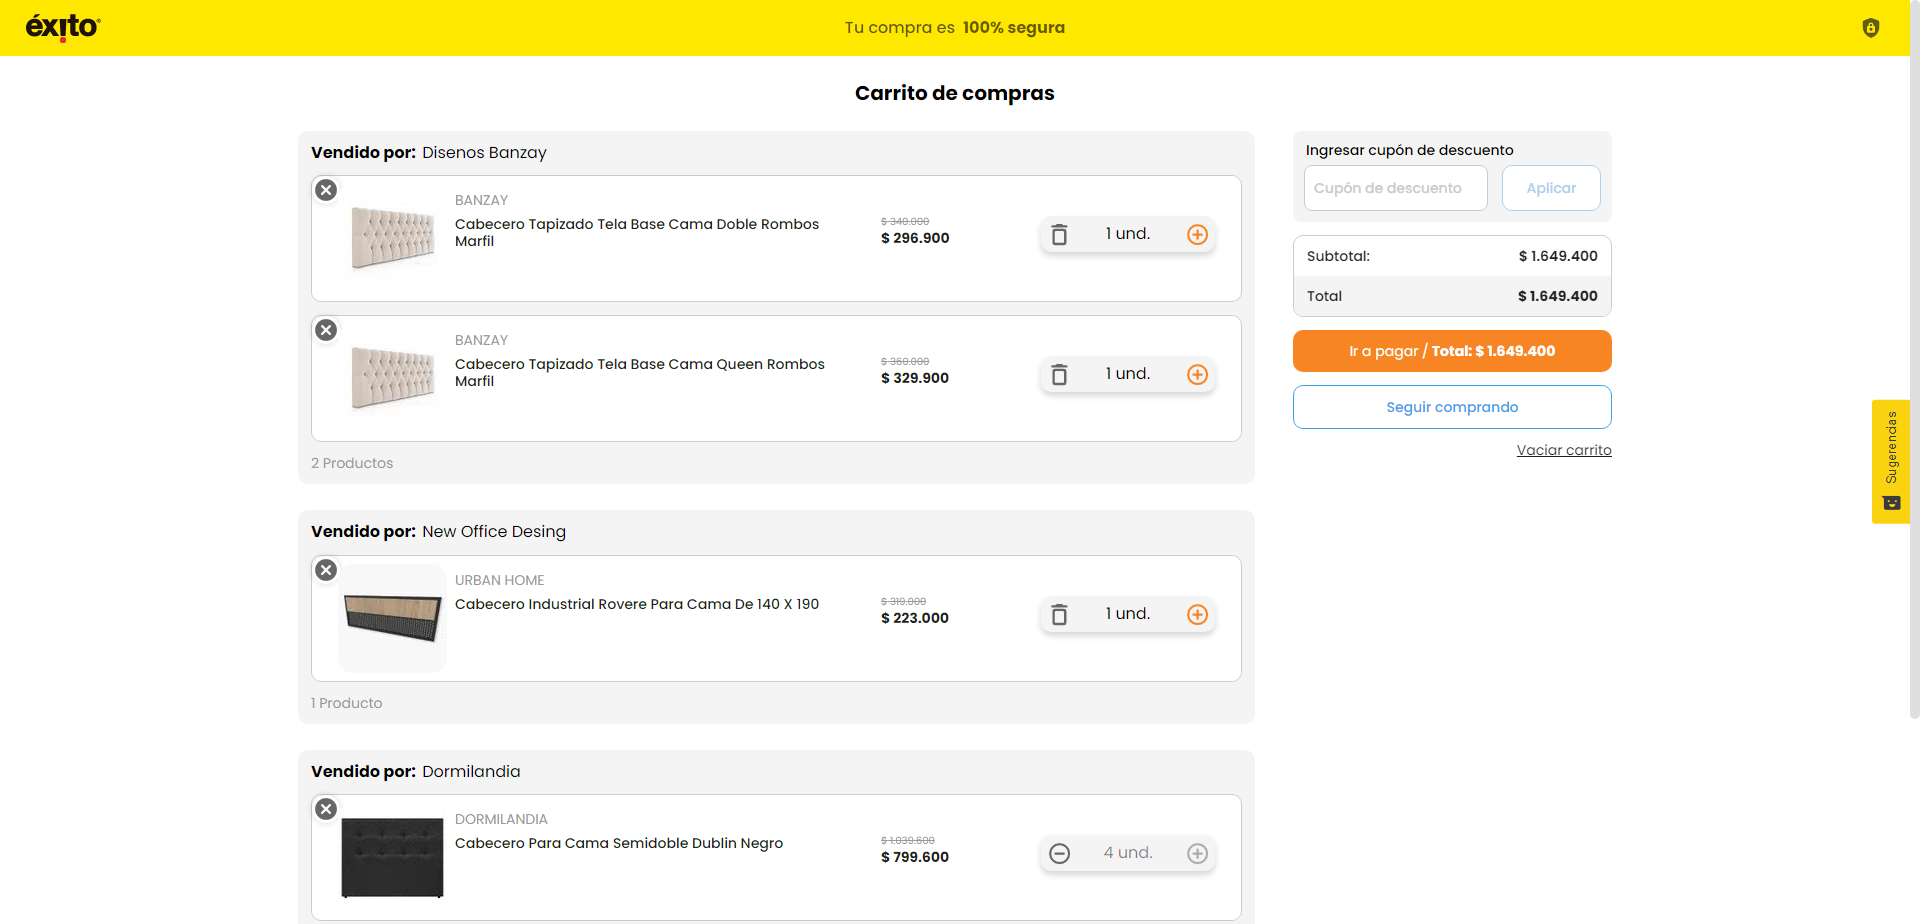 éxito
Tu compra es 100% segura
Carrito de compras
Vendido por: Disenos Banzay
BANZAY
Cabecero Tapizado Tela Base Cama Doble Rombos
Marfil
$ 340.000
$ 296.900
1 und.
BANZAY
Cabecero Tapizado Tela Base Cama Queen Rombos
Marfil
$ 360.000
$ 329.900
1 und.
2 Productos
Vendido por: New Office Desing
URBAN HOME
Cabecero Industrial Rovere Para Cama De 140 X 190
$ 319.000
$ 223.000
1 und.
1 Producto
Vendido por: Dormilandia
DORMILANDIA
Cabecero Para Cama Semidoble Dublin Negro
$ 1.039.600
$ 799.600
4 und.
Ingresar cupón de descuento
Cupón de descuento
Aplicar
Subtotal: $ 1.649.400
Total $ 1.649.400
Ir a pagar / Total: $ 1.649.400
Seguir comprando
Vaciar carrito
Sugerencias